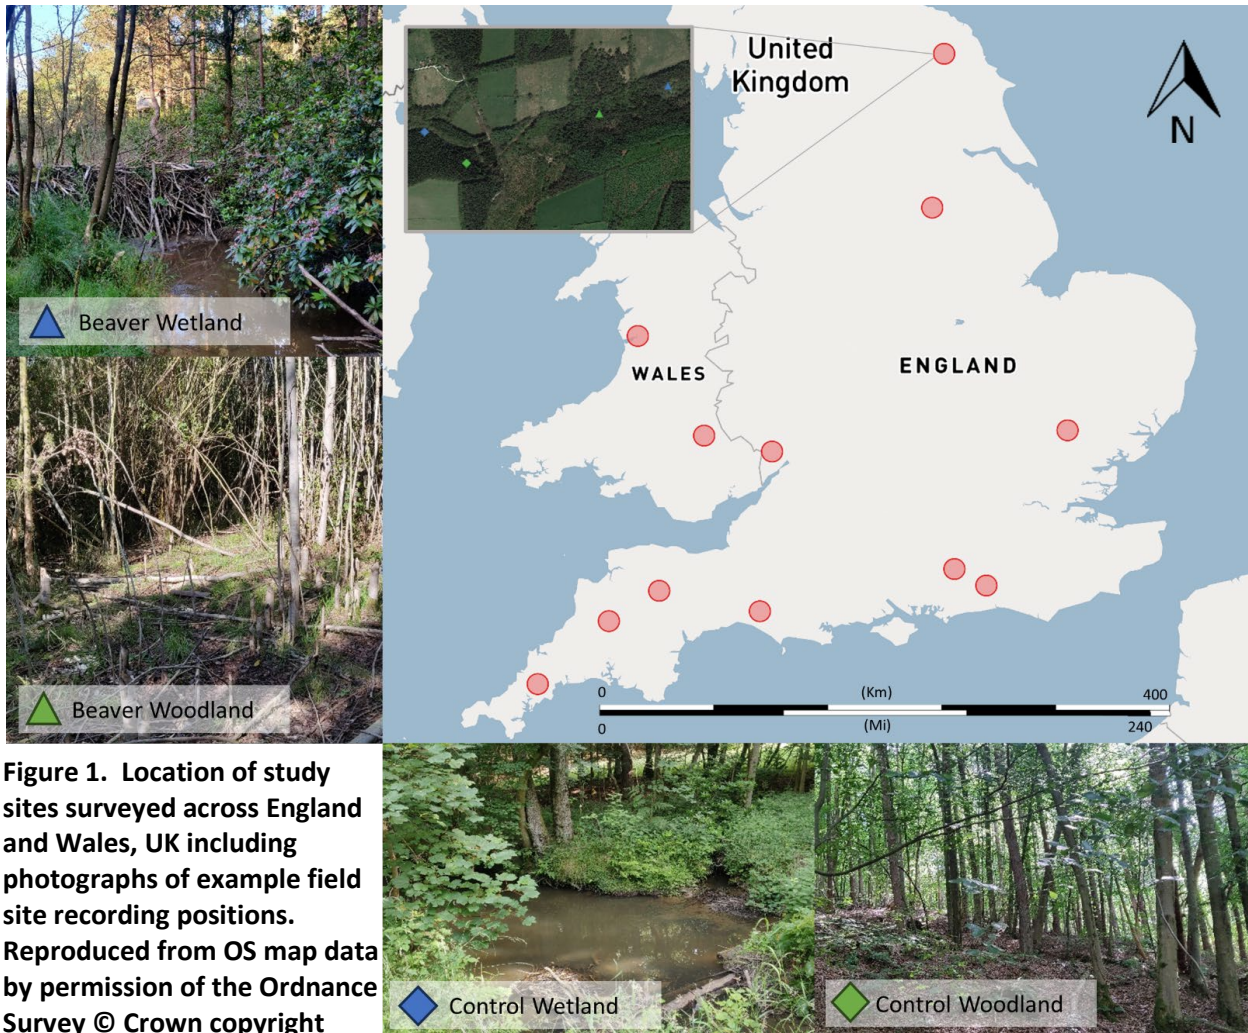 United
Kingdom
N
WALES
ENGLAND
Beaver Wetland
Beaver Woodland
0 (Km) 400
0 (Mi) 240
Figure 1. Location of study
sites surveyed across England
and Wales, UK including
photographs of example field
site recording positions.
Reproduced from OS map data
by permission of the Ordnance
Survey © Crown copyright
Control Wetland
Control Woodland